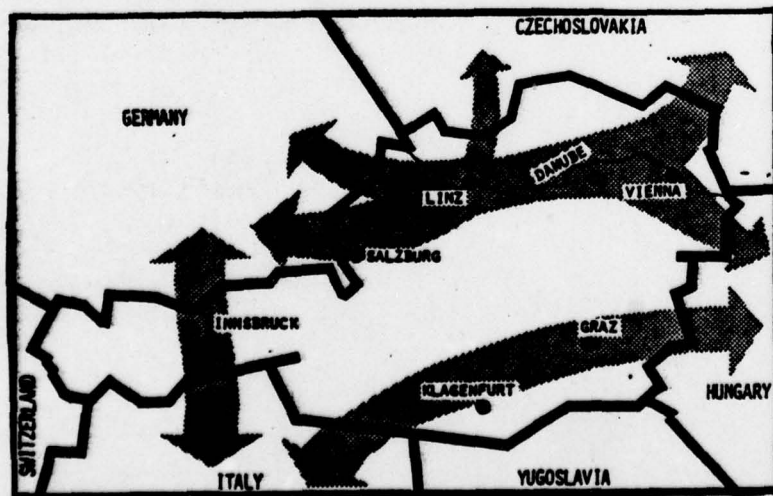 CZECHOSLOVAKIA
GERMANY
DANUBE
LINZ
VIENNA
SALZBURG
INNSBRUCK
GRAZ
KLAGENFURT
HUNGARY
SWITZERLAND
ITALY
YUGOSLAVIA